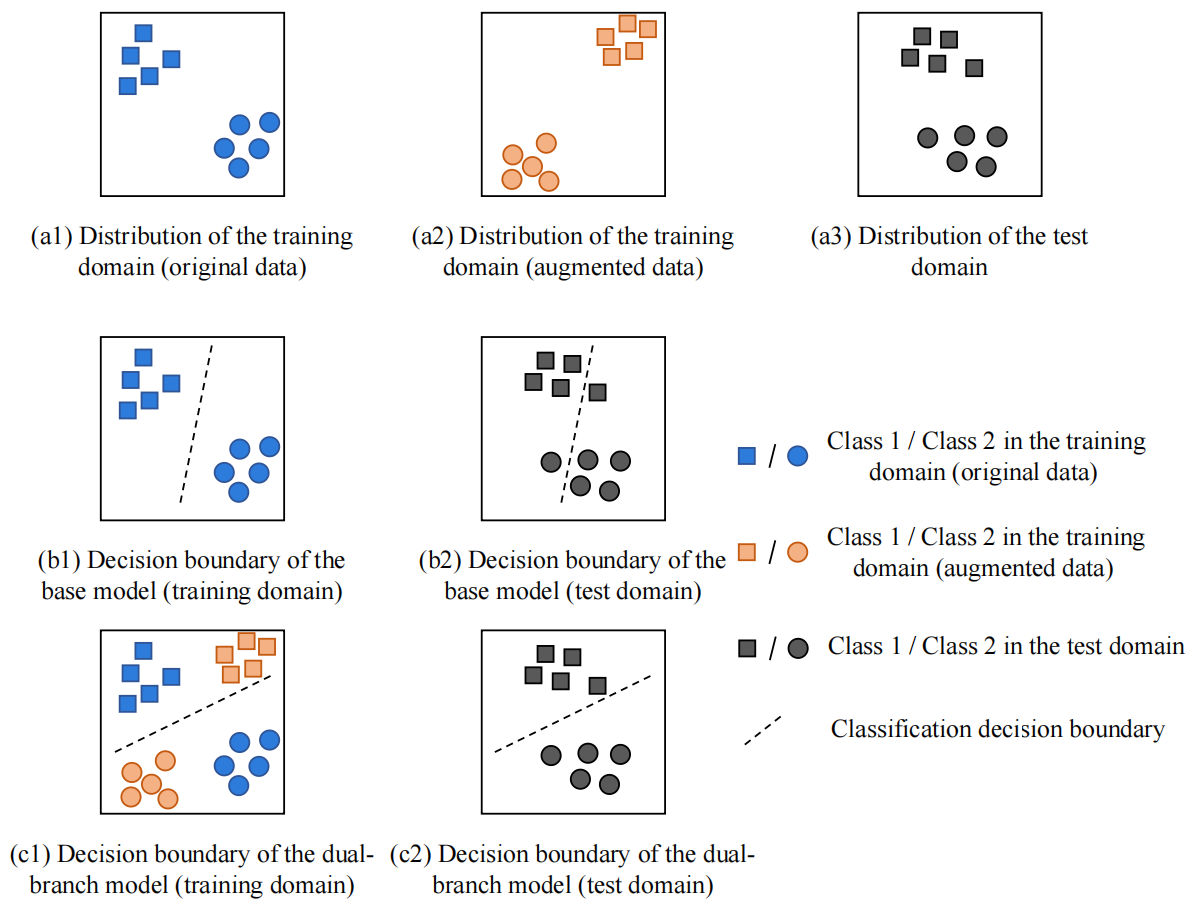 (a1) Distribution of the training
domain (original data)
(a2) Distribution of the training
domain (augmented data)
(a3) Distribution of the test
domain
(b1) Decision boundary of the
base model (training domain)
(b2) Decision boundary of the
base model (test domain)
/ Class 1 / Class 2 in the training
domain (original data)
/ Class 1 / Class 2 in the training
domain (augmented data)
/ Class 1 / Class 2 in the test domain
Classification decision boundary
(c1) Decision boundary of the dual-
branch model (training domain)
(c2) Decision boundary of the dual-
branch model (test domain)